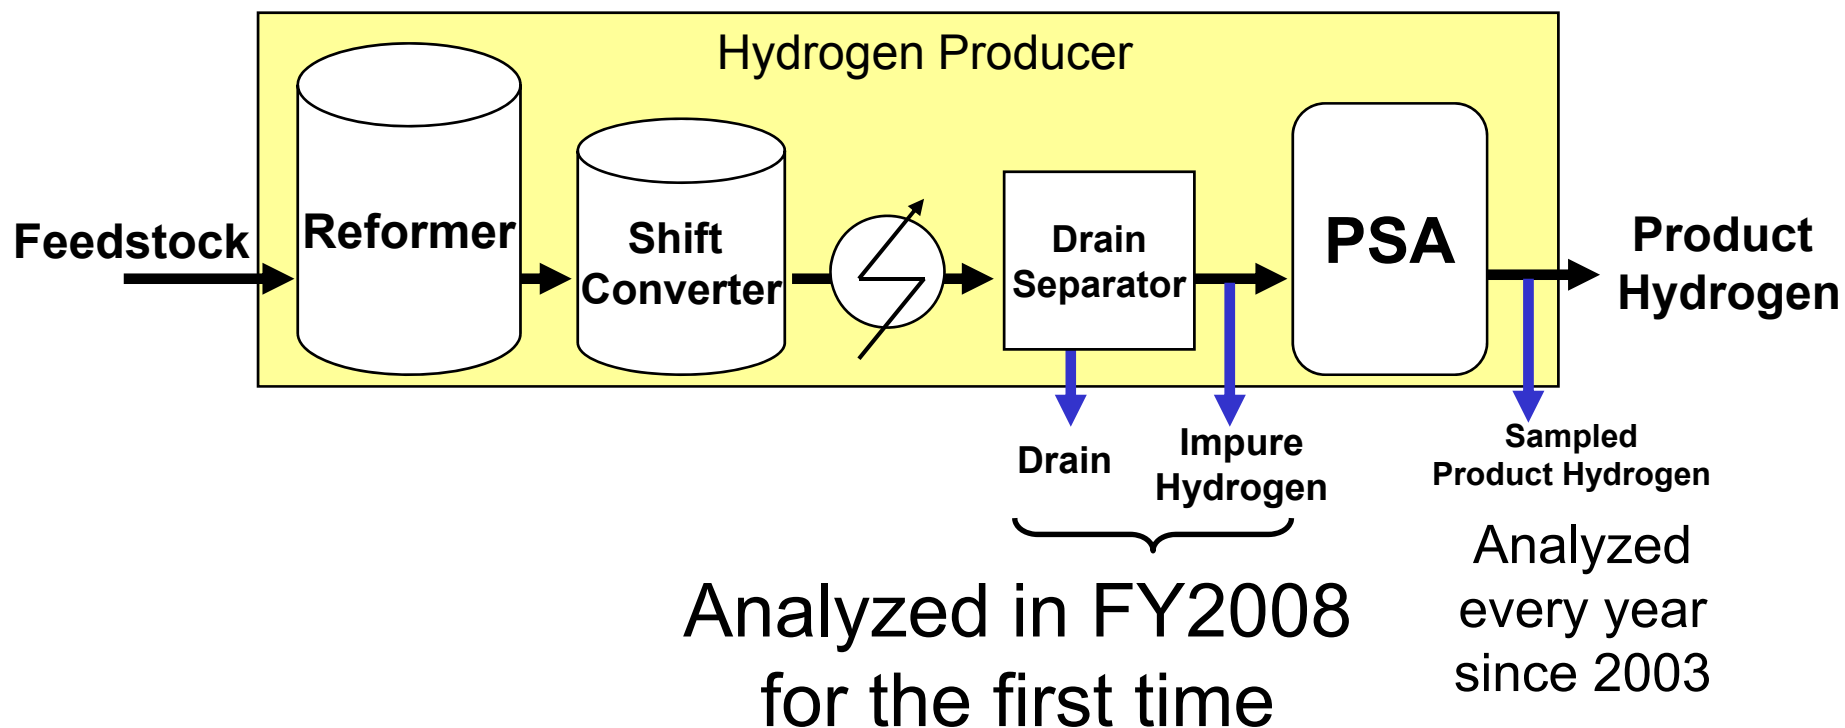 Hydrogen Producer
Feedstock
Reformer
Shift
Converter
Drain
Separator
PSA
Product
Hydrogen
Drain
Impure
Hydrogen
Sampled
Product Hydrogen
Analyzed in FY2008
for the first time
Analyzed
every year
since 2003